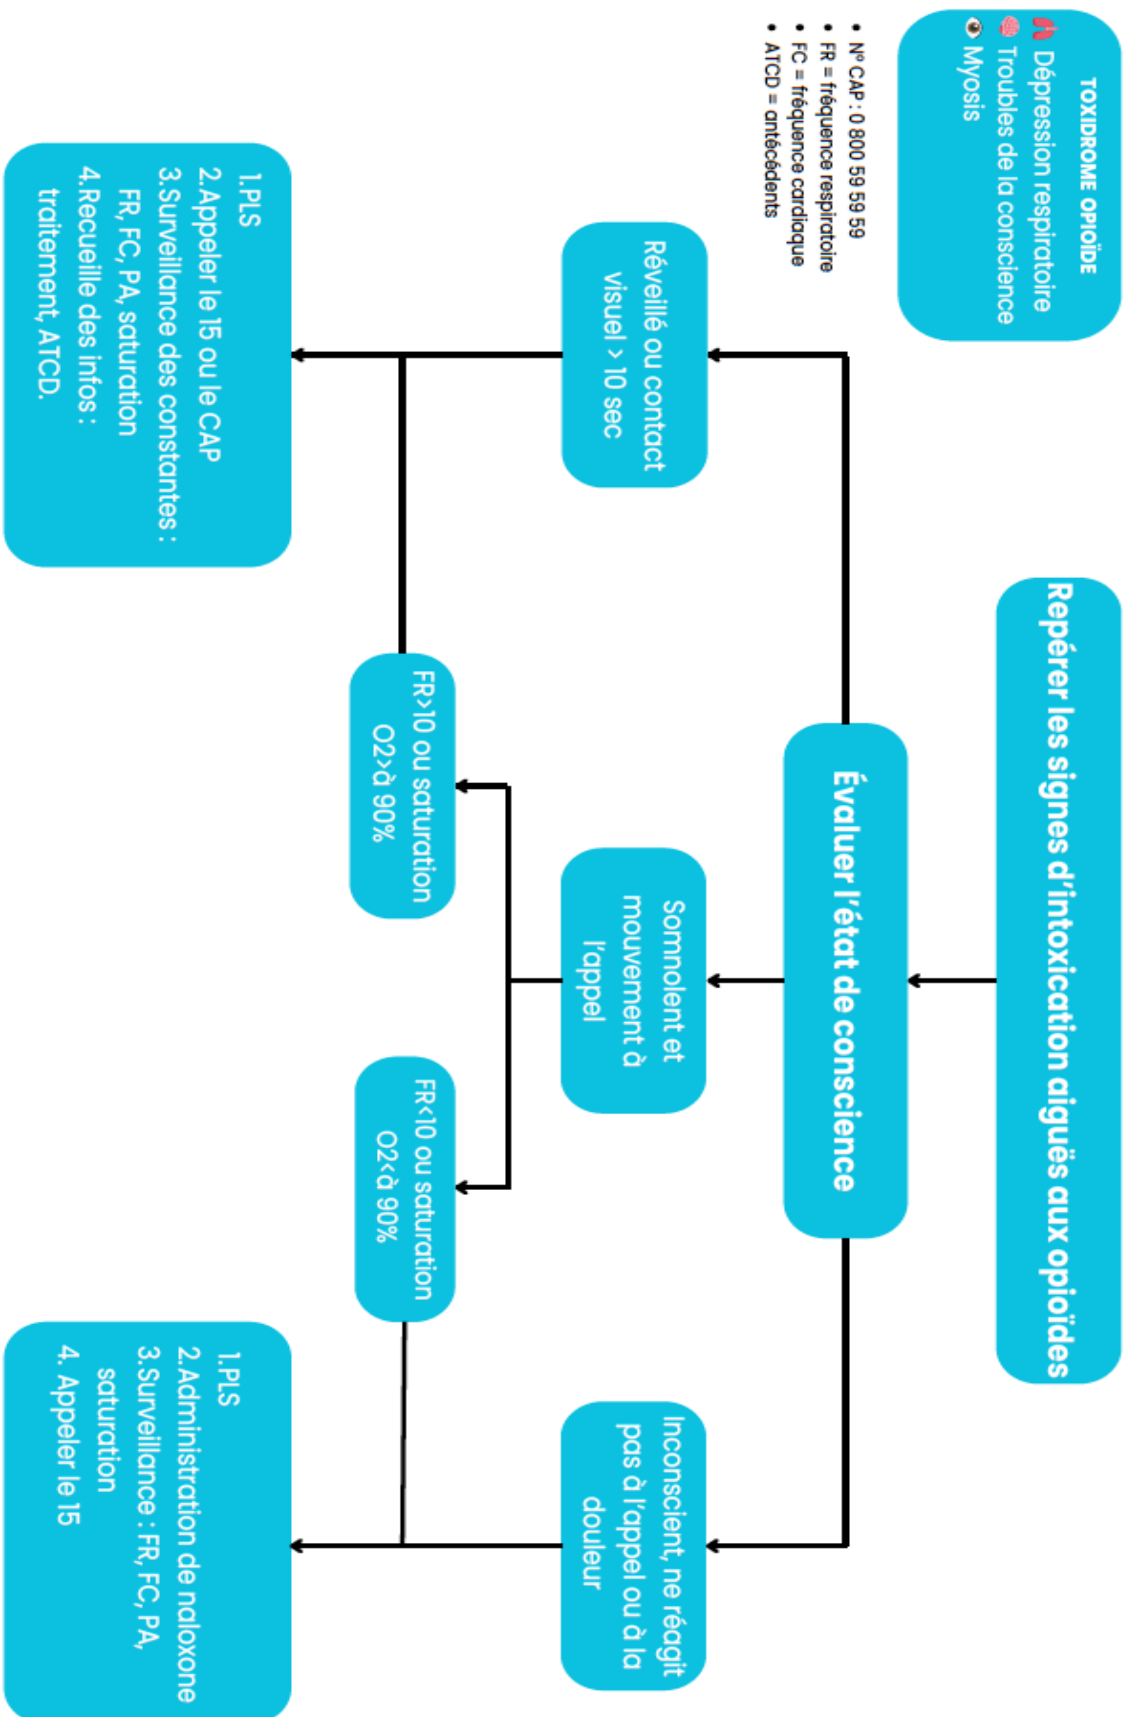 TOXIDROME OPIOÏDE
Dépression respiratoire
Troubles de la conscience
Myosis
• N° CAP : 0 800 59 59 59
• FR = fréquence respiratoire
• FC = fréquence cardiaque
• ATCD = antécédents
Repérer les signes d'intoxication aiguës aux opioïdes
Évaluer l'état de conscience
Réveillé ou contact
visuel > 10 sec
Somnolent et
mouvement à
l'appel
Inconscient, ne réagit
pas à l'appel ou à la
douleur
FR>10 ou saturation
O2>à 90%
FR<10 ou saturation
O2<à 90%
1.PLS
2.Appeler le 15 ou le CAP
3.Surveillance des constantes :
FR, FC, PA, saturation
4.Recueille des infos :
traitement, ATCD.
1.PLS
2.Administration de naloxone
3.Surveillance : FR, FC, PA,
saturation
4. Appeler le 15